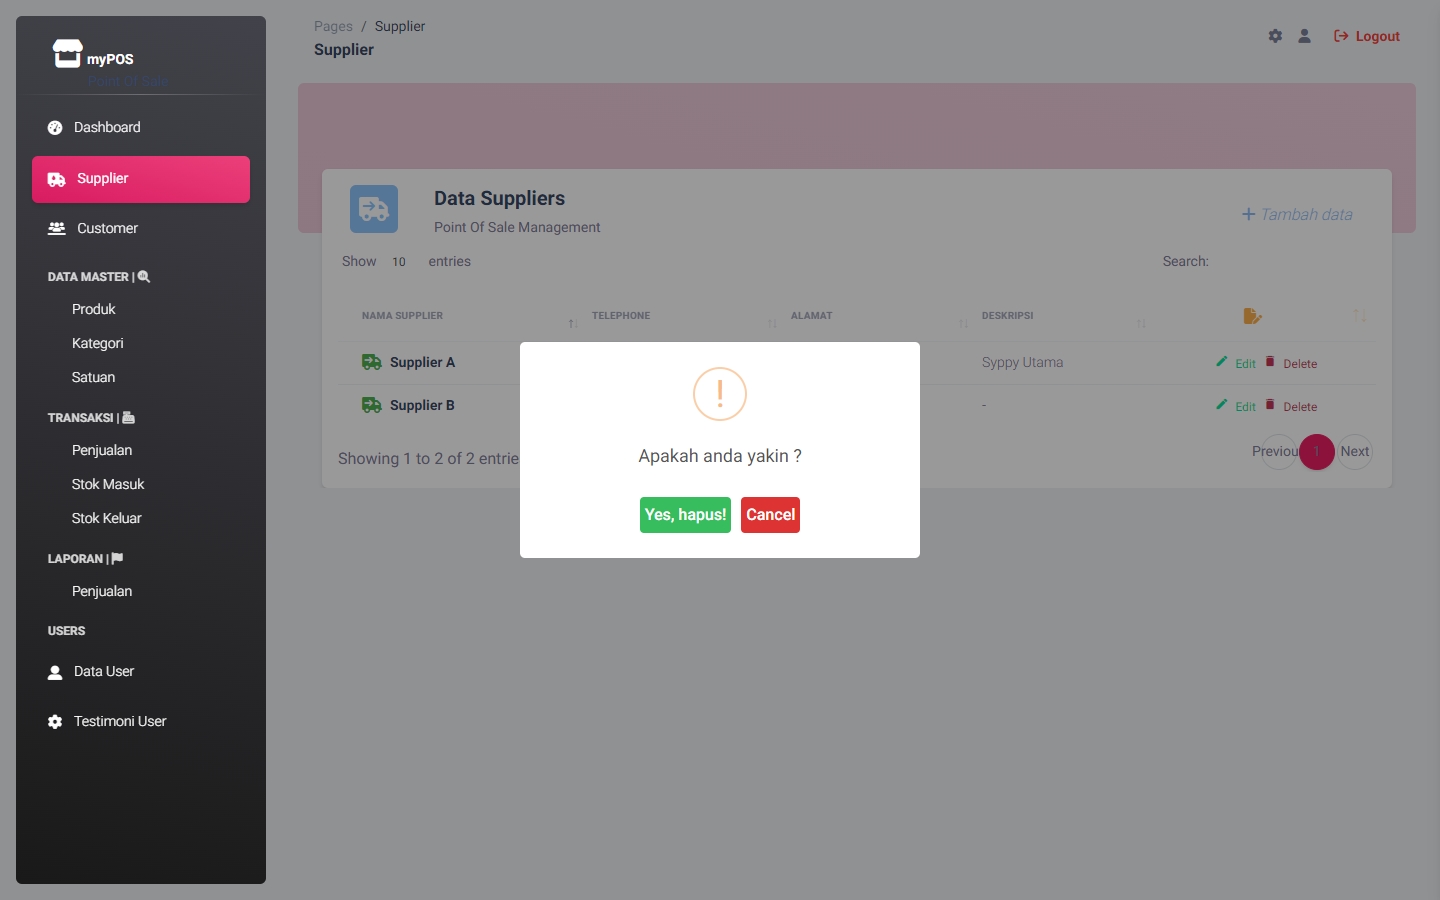 myPOS
Point Of Sale
Dashboard
Supplier
Customer
DATA MASTER |
Produk
Kategori
Satuan
TRANSAKSI |
Penjualan
Stok Masuk
Stok Keluar
LAPORAN |
Penjualan
USERS
Data User
Testimoni User
Pages / Supplier
Supplier
Logout
Data Suppliers
Point Of Sale Management
+ Tambah data
Show 10 entries
Search:
NAMA SUPPLIER TELEPHONE ALAMAT DESKRIPSI
Supplier A Syppy Utama Edit Delete
Supplier B - Edit Delete
Showing 1 to 2 of 2 entrie
Previou 1 Next
!
Apakah anda yakin ?
Yes, hapus! Cancel